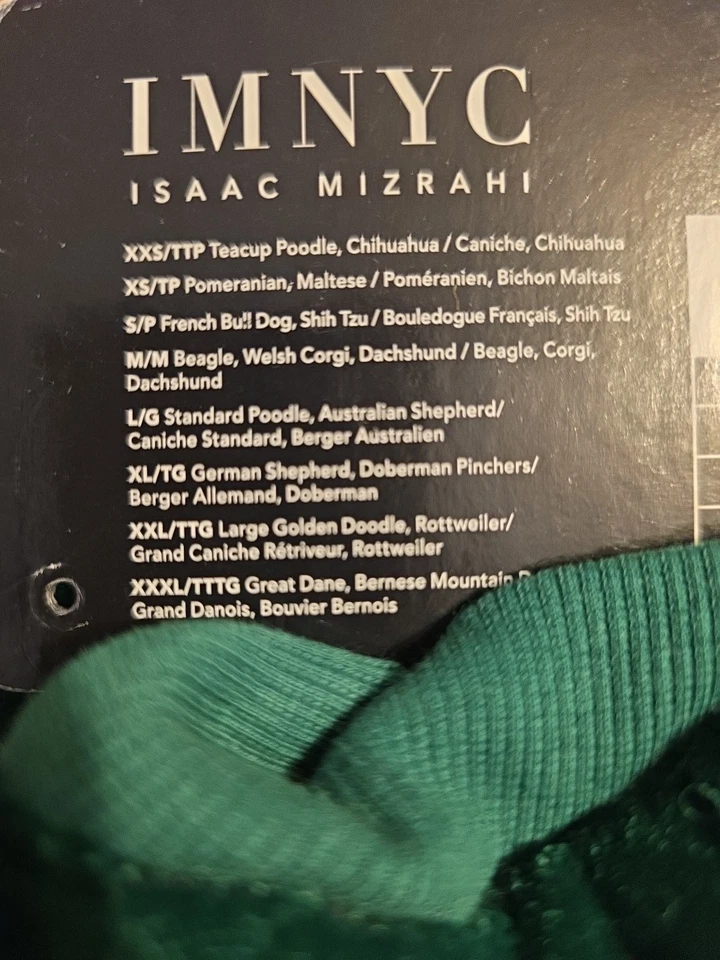 IMNYC
ISAAC MIZRAHI
XXS/TTP Teacup Poodle, Chihuahua / Caniche, Chihuahua
XS/TP Pomeranian, Maltese / Poméranien, Bichon Maltais
S/P French Bull Dog, Shih Tzu / Bouledogue Français, Shih Tzu
M/M Beagle, Welsh Corgi, Dachshund / Beagle, Corgi,
Dachshund
L/G Standard Poodle, Australian Shepherd/
Caniche Standard, Berger Australien
XL/TG German Shepherd, Doberman Pinchers/
Berger Allemand, Doberman
XXL/TTG Large Golden Doodle, Rottweiler/
Grand Caniche Rétriveur, Rottweiler
XXXL/TTTG Great Dane, Bernese Mountain
Grand Danois, Bouvier Bernois